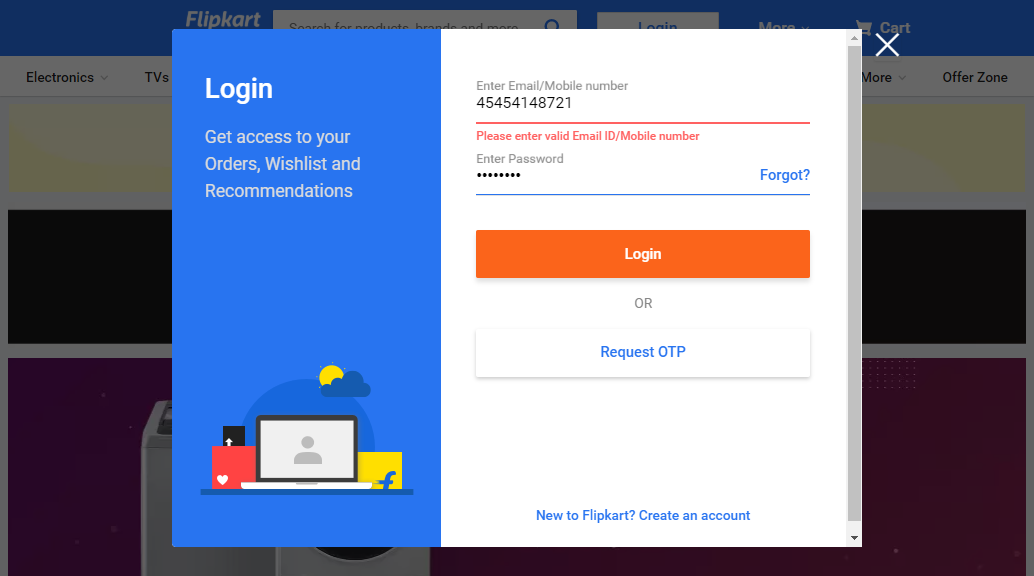 Flipkart
Search for products, brands and more
Login
More
Cart
Electronics
TVs
More
Offer Zone
Login
Get access to your
Orders, Wishlist and
Recommendations
Enter Email/Mobile number
45454148721
Please enter valid Email ID/Mobile number
Enter Password
••••••••
Forgot?
Login
OR
Request OTP
New to Flipkart? Create an account